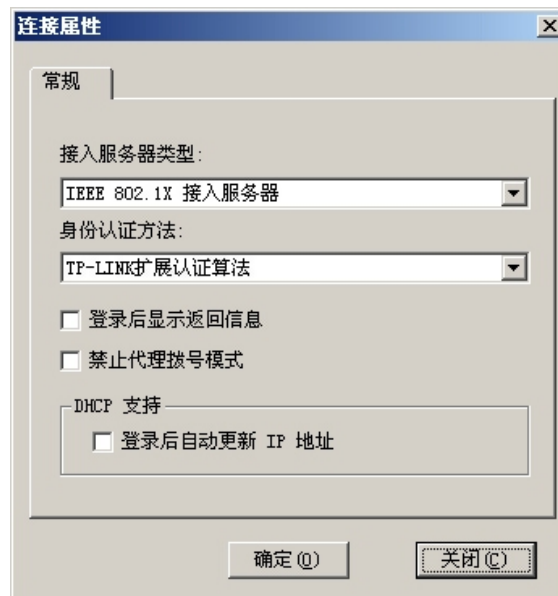 连接属性
常规
接入服务器类型:
IEEE 802.1X 接入服务器
身份认证方法:
TP-LINK扩展认证算法
登录后显示返回信息
禁止代理拨号模式
DHCP 支持
登录后自动更新 IP 地址
确定(O) 关闭(C)